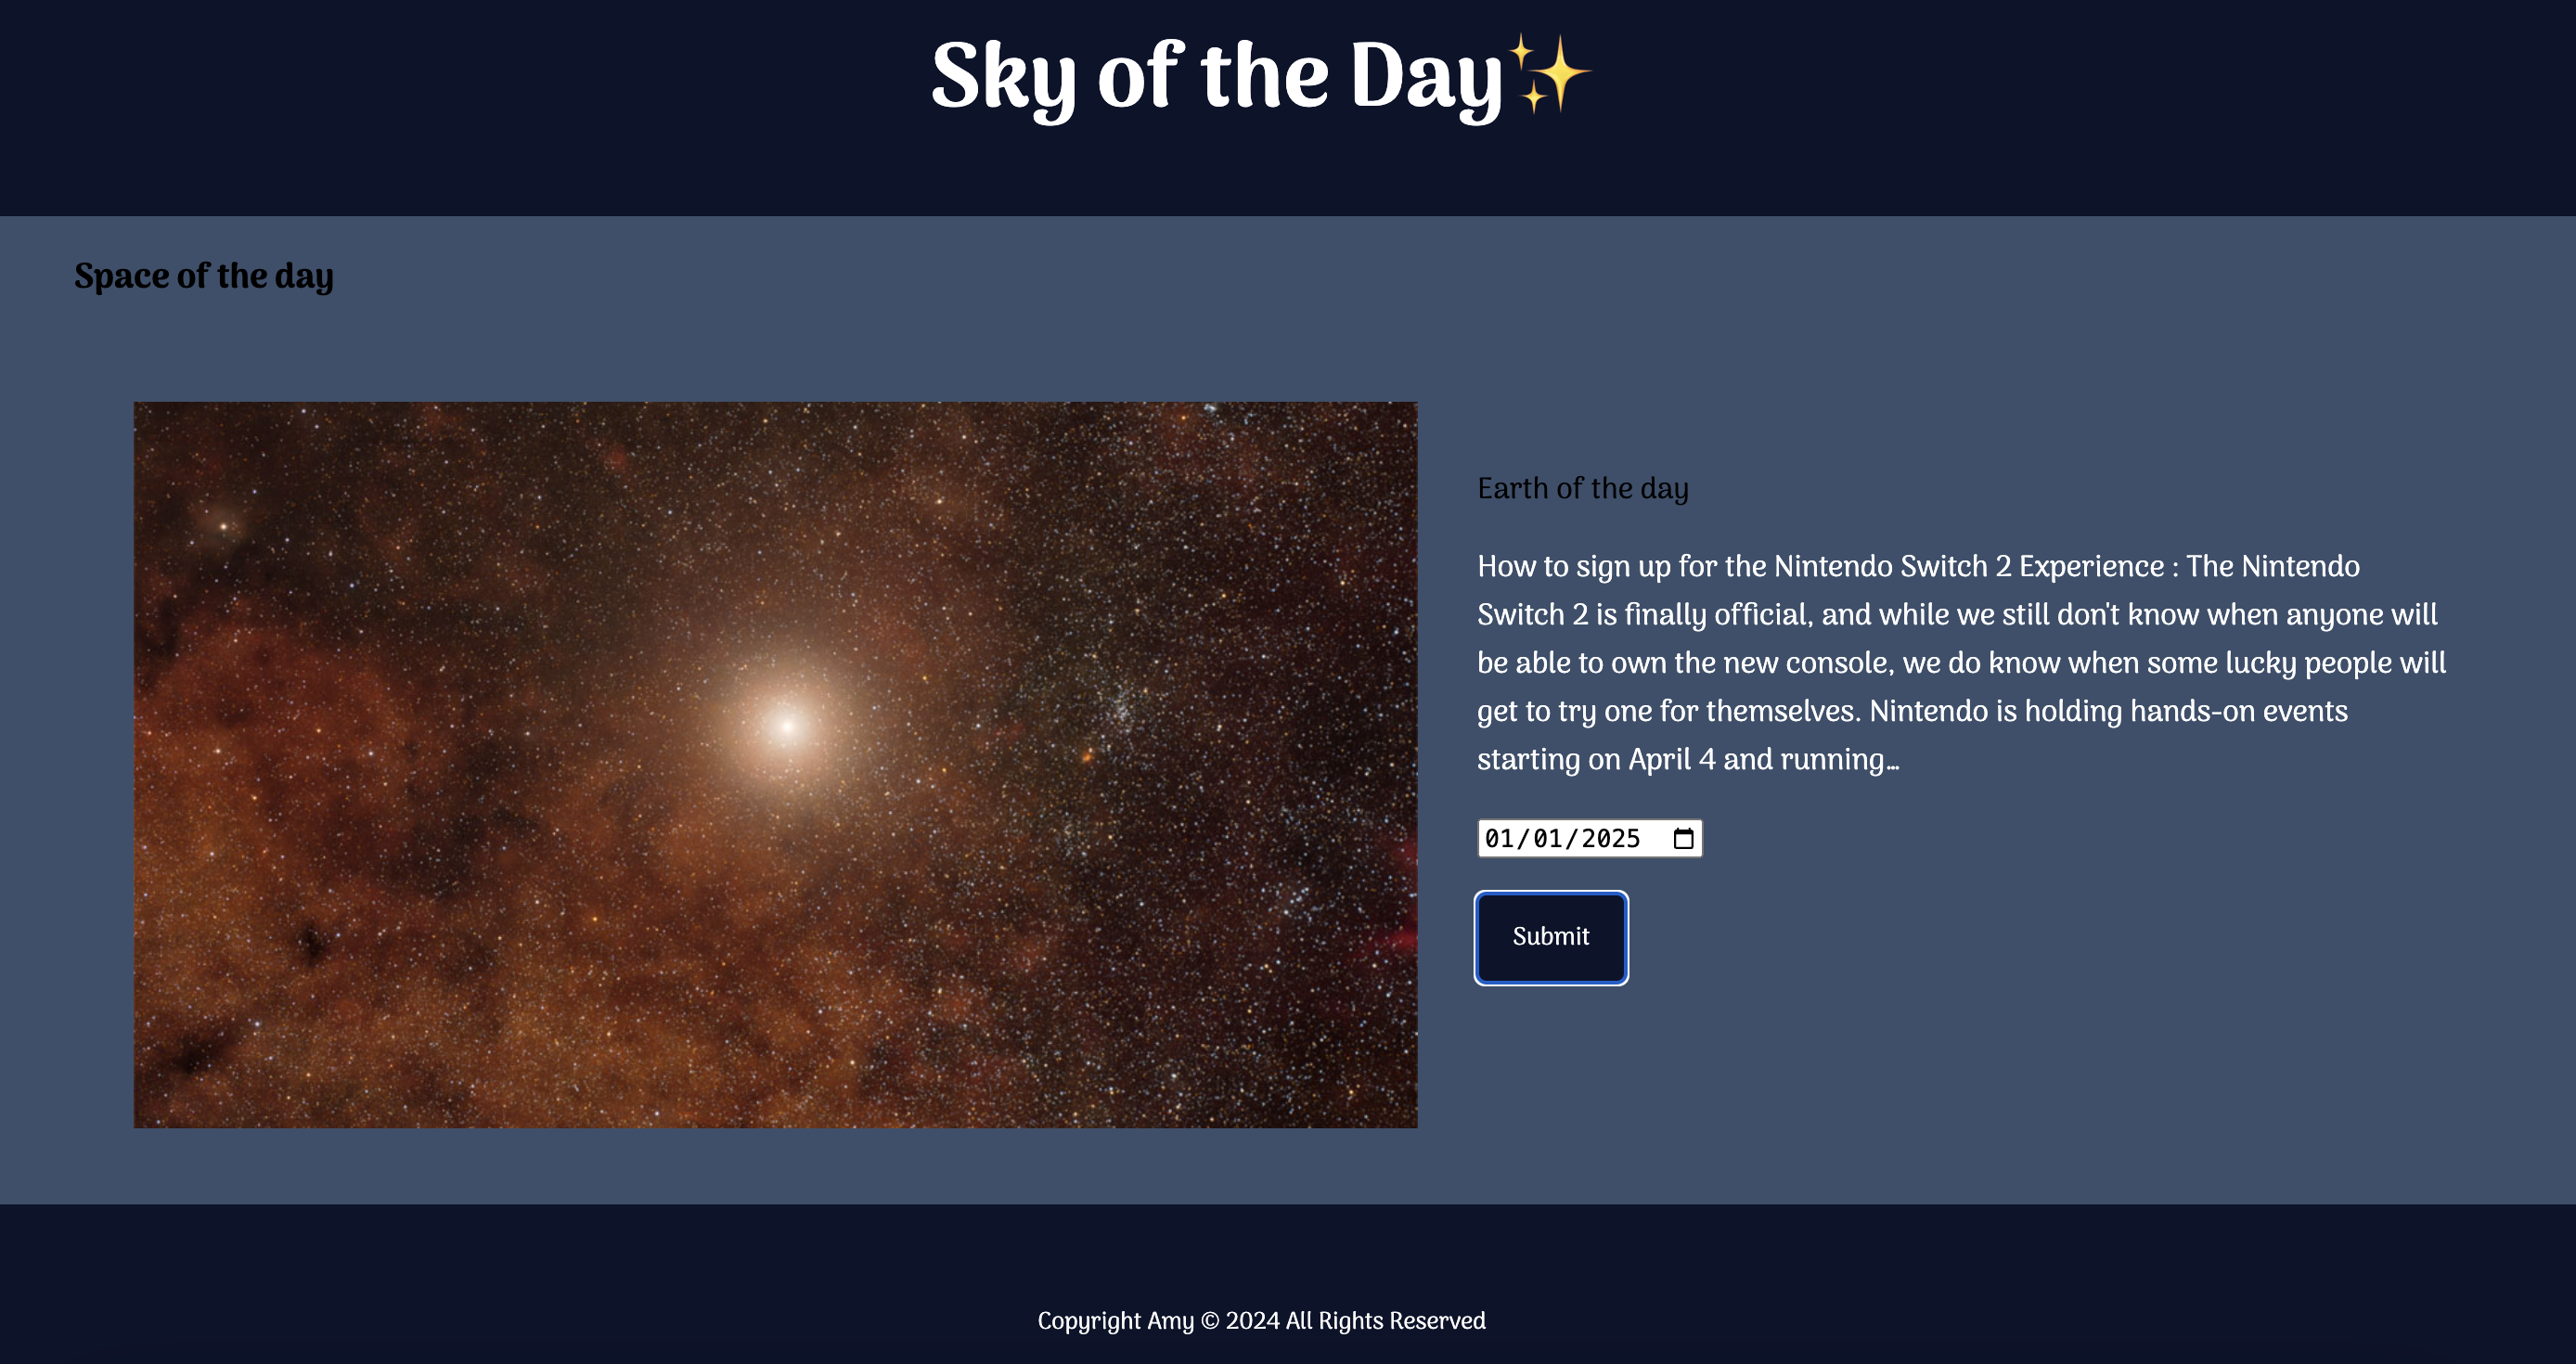 Sky of the Day✨
Space of the day
Earth of the day
How to sign up for the Nintendo Switch 2 Experience : The Nintendo
Switch 2 is finally official, and while we still don't know when anyone will
be able to own the new console, we do know when some lucky people will
get to try one for themselves. Nintendo is holding hands-on events
starting on April 4 and running…
01/01/2025
Submit
Copyright Amy © 2024 All Rights Reserved